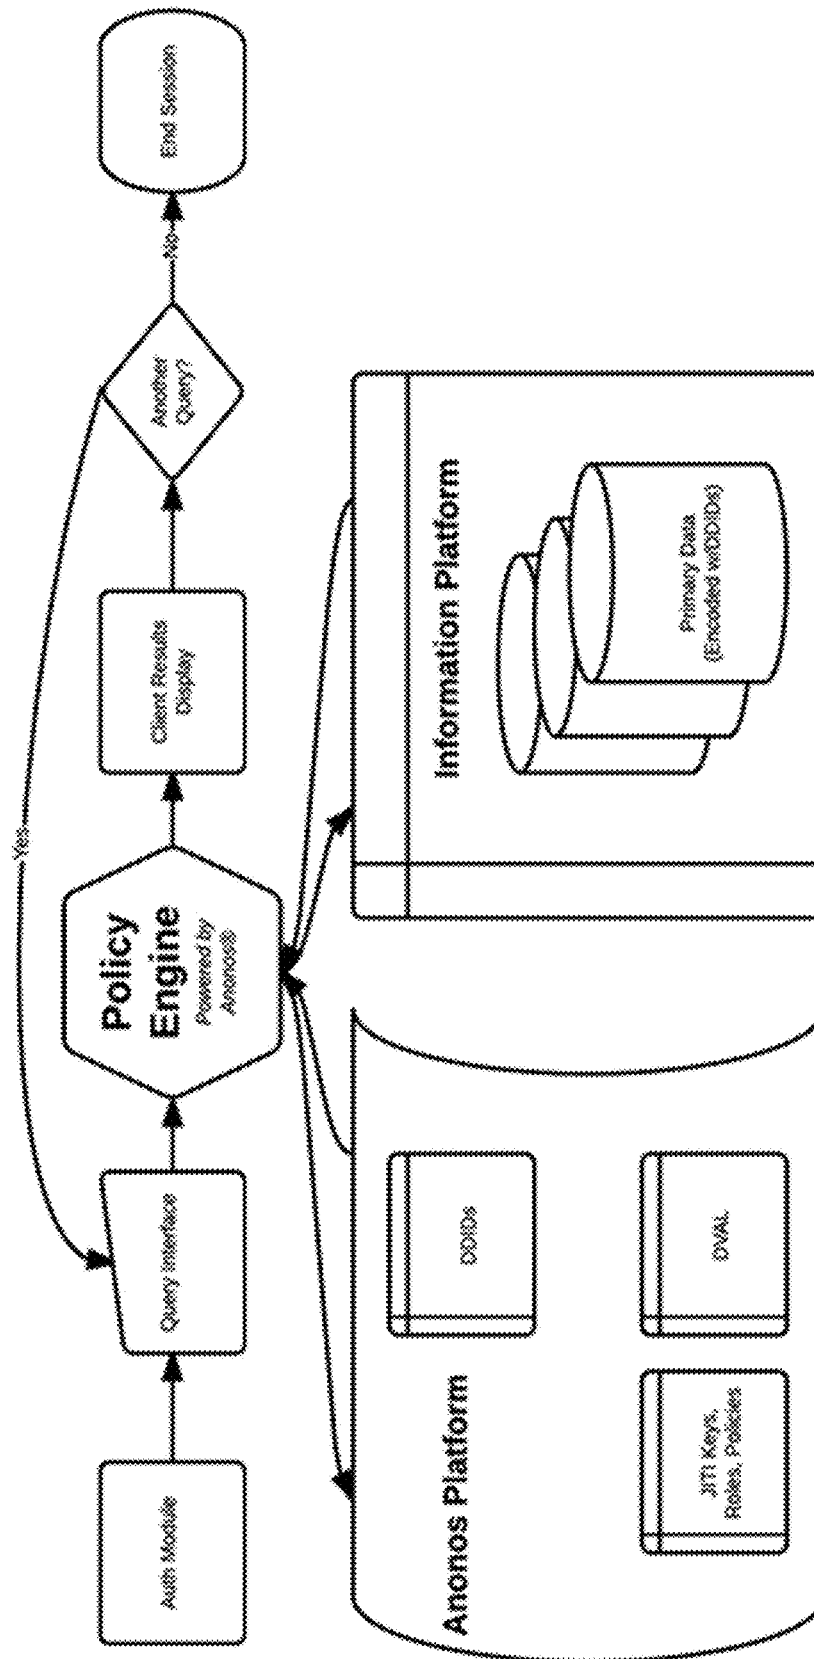 Auth Module
Query Interface
Policy
Engine
Powered by
Anonos®
Client Results
Display
Another
Query?
No
End Session
Yes
Anonos Platform
DDIDs
JITI Keys,
Roles, Policies
DVAL
Information Platform
Primary Data
(Encoded w/DDIDs)